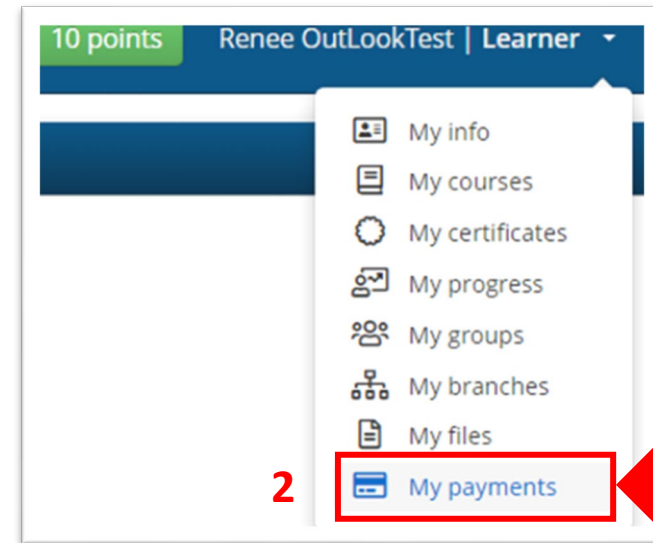 10 points Renee OutLookTest | Learner
My info
My courses
My certificates
My progress
My groups
My branches
My files
2 My payments